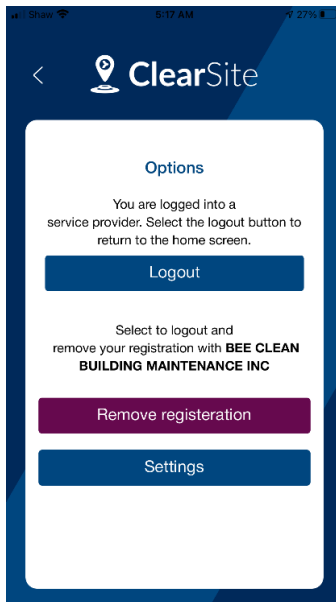 Shaw 6:17 AM 27%
ClearSite
Options
You are logged into a
service provider. Select the logout button to
return to the home screen.
Logout
Select to logout and
remove your registration with BEE CLEAN
BUILDING MAINTENANCE INC
Remove registeration
Settings